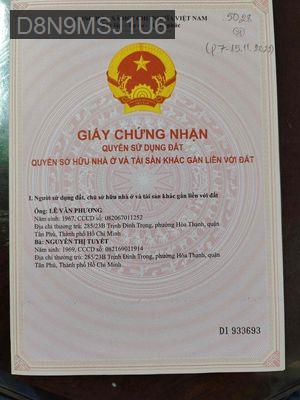 D8N9MSJ1U6
VIỆT NAM
5028
(P7-15.11.2022)
GIẤY CHỨNG NHẬN
QUYỀN SỬ DỤNG ĐẤT
QUYỀN SỞ HỮU NHÀ Ở VÀ TÀI SẢN KHÁC GẮN LIỀN VỚI ĐẤT
I. Người sử dụng đất, chủ sở hữu nhà ở và tài sản khác gắn liền với đất
Ông: LÊ VĂN PHƯƠNG
Năm sinh: 1967, CCCD số: 082067011252
Địa chỉ thường trú: 285/23B Trịnh Đình Trọng, phường Hòa Thạnh, quận
Tân Phú, Thành phố Hồ Chí Minh
Bà: NGUYỄN THỊ TUYẾT
Năm sinh: 1969, CCCD số: 082169011914
Địa chỉ thường trú: 285/23B Trịnh Đình Trọng, phường Hòa Thạnh, quận
Tân Phú, Thành phố Hồ Chí Minh
DI 933693